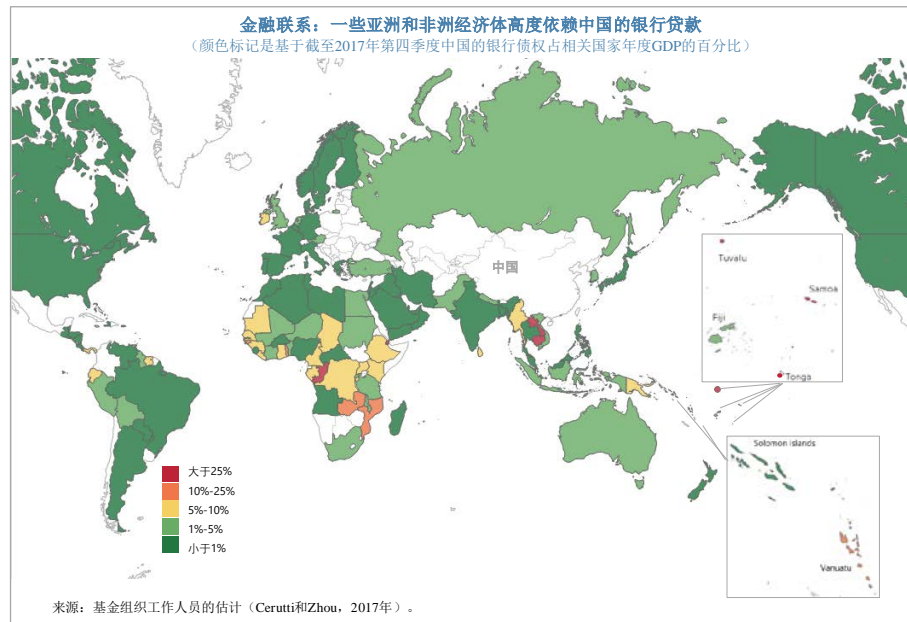 金融联系：一些亚洲和非洲经济体高度依赖中国的银行贷款
（颜色标记是基于截至2017年第四季度中国的银行债权占相关国家年度GDP的百分比）
中国
Tuvalu
Samoa
Fiji
Tonga
Solomon islands
Vanuatu
大于25%
10%-25%
5%-10%
1%-5%
小于1%
来源：基金组织工作人员的估计（Cerutti和Zhou，2017年）。